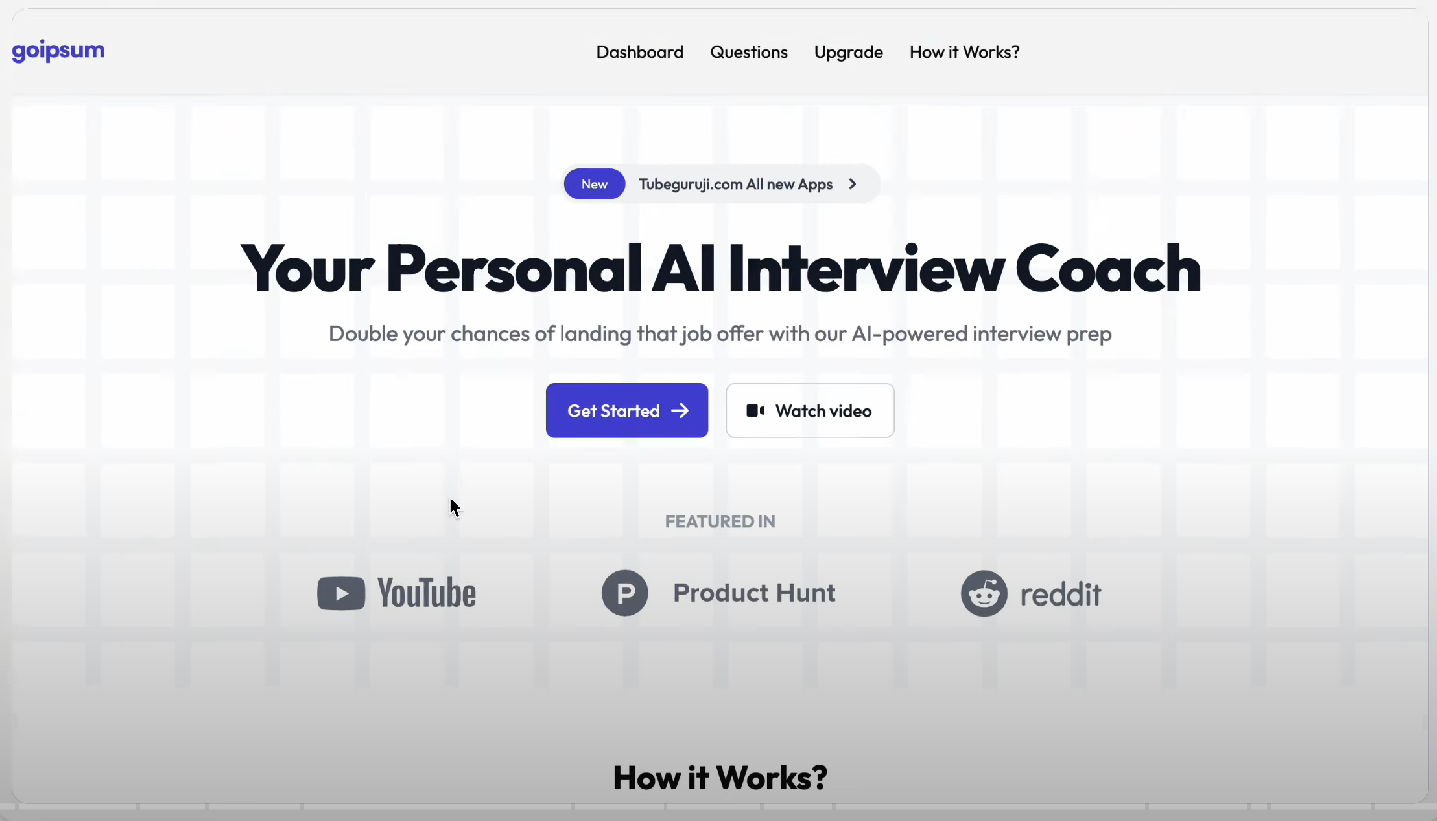 goipsum
Dashboard Questions Upgrade How it Works?
New Tubeguruji.com All new Apps
Your Personal AI Interview Coach
Double your chances of landing that job offer with our AI-powered interview prep
Get Started Watch video
FEATURED IN
YouTube Product Hunt reddit
How it Works?